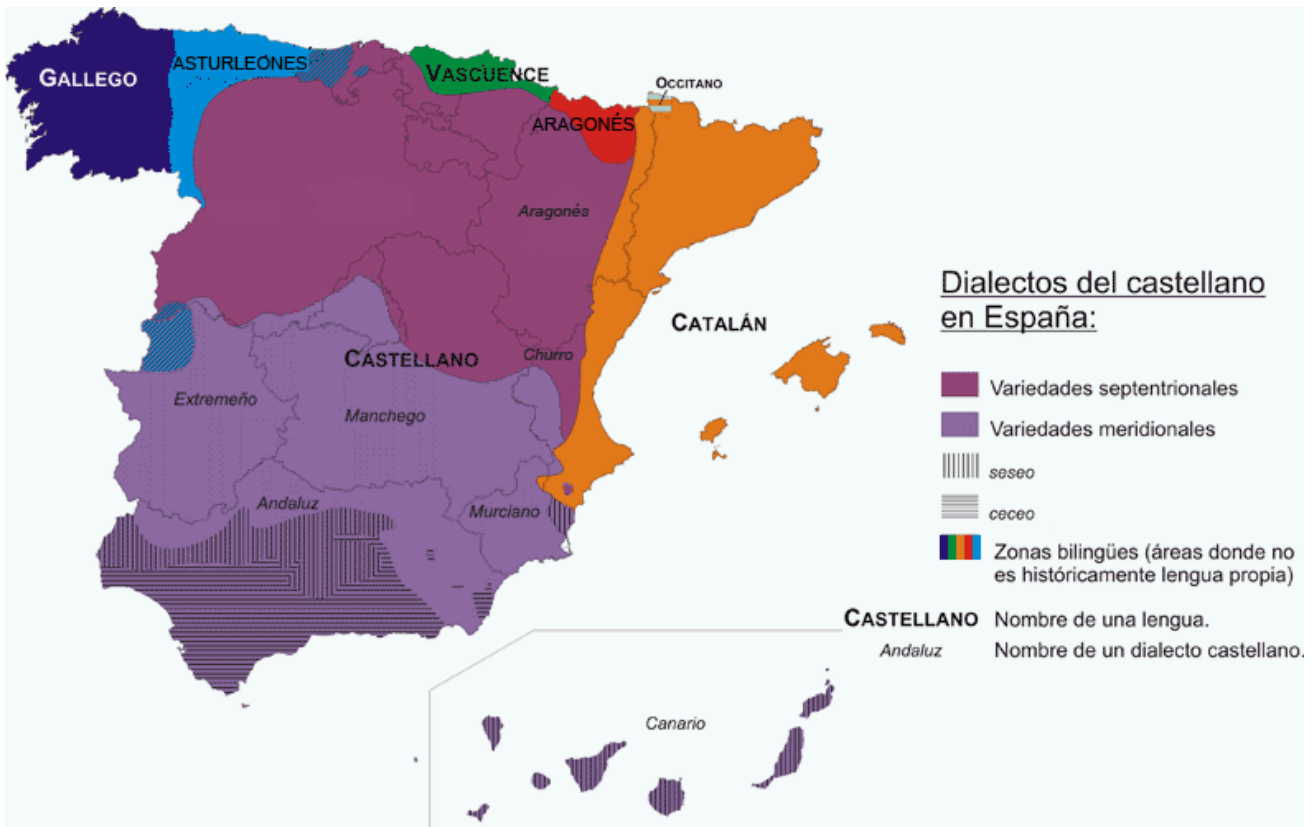 GALLEGO
ASTURLEONES
VASCUENCE
OCCITANO
ARAGONÉS
Aragonés
CATALÁN
CASTELLANO
Churro
Extremeño
Manchego
Andaluz
Murciano
Canario
Dialectos del castellano
en España:
Variedades septentrionales
Variedades meridionales
seseo
ceceo
Zonas bilingües (áreas donde no
es históricamente lengua propia)
CASTELLANO Nombre de una lengua.
Andaluz Nombre de un dialecto castellano.